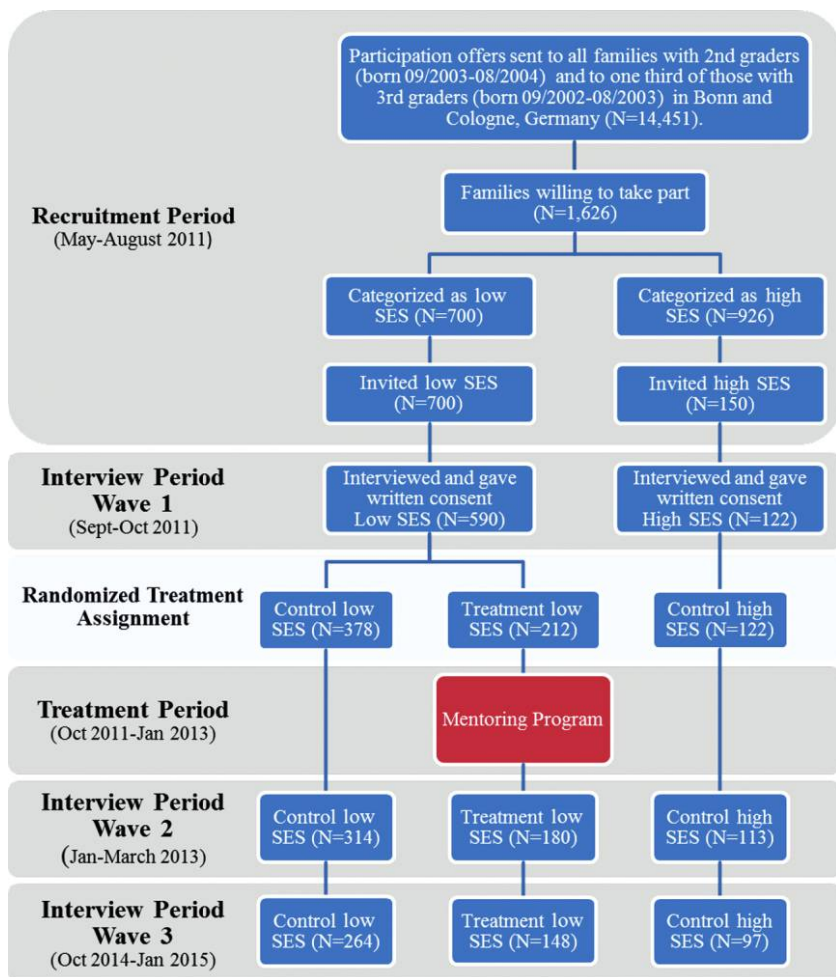 Participation offers sent to all families with 2nd graders
(born 09/2003-08/2004) and to one third of those with
3rd graders (born 09/2002-08/2003) in Bonn and
Cologne, Germany (N=14,451).
Families willing to take part
(N=1,626)
Recruitment Period
(May-August 2011)
Categorized as low
SES (N=700)
Categorized as high
SES (N=926)
Invited low SES
(N=700)
Invited high SES
(N=150)
Interview Period
Wave 1
(Sept-Oct 2011)
Interviewed and gave
written consent
Low SES (N=590)
Interviewed and gave
written consent
High SES (N=122)
Randomized Treatment
Assignment
Control low
SES (N=378)
Treatment low
SES (N=212)
Control high
SES (N=122)
Treatment Period
(Oct 2011-Jan 2013)
Mentoring Program
Interview Period
Wave 2
(Jan-March 2013)
Control low
SES (N=314)
Treatment low
SES (N=180)
Control high
SES (N=113)
Interview Period
Wave 3
(Oct 2014-Jan 2015)
Control low
SES (N=264)
Treatment low
SES (N=148)
Control high
SES (N=97)